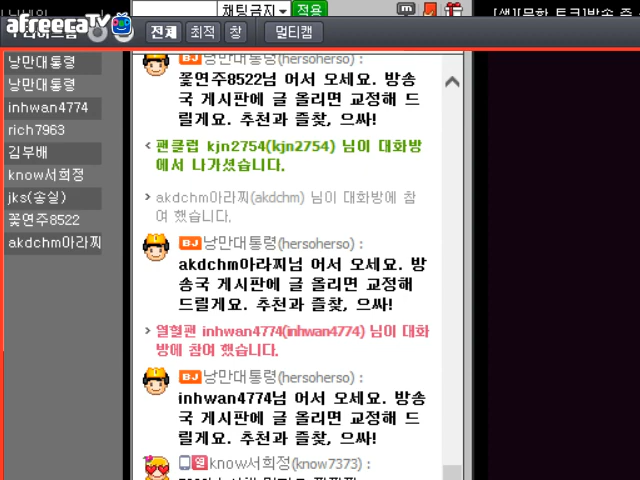 채팅금지 적용
afreecaTV
전체 최적 창 멀티캠
낭만대통령
낭만대통령
inhwan4774
rich7963
김부배
know서희정
jks(송실)
꽃연주8522
akdchm아라찌
BJ 낭만대통령(hersoherso) :
꽃연주8522님 어서 오세요. 방송
국 게시판에 글 올리면 교정해 드
릴게요. 추천과 즐찾, 으싸!
팬클럽 kjn2754(kjn2754) 님이 대화방
에서 나가셨습니다.
akdchm아라찌(akdchm) 님이 대화방에 참
여 했습니다.
BJ 낭만대통령(hersoherso) :
akdchm아라찌님 어서 오세요. 방
송국 게시판에 글 올리면 교정해
드릴게요. 추천과 즐찾, 으싸!
열혈팬 inhwan4774(inhwan4774) 님이 대화
방에 참여 했습니다.
BJ 낭만대통령(hersoherso) :
inhwan4774님 어서 오세요. 방송
국 게시판에 글 올리면 교정해 드
릴게요. 추천과 즐찾, 으싸!
열 know서희정(know7373) :